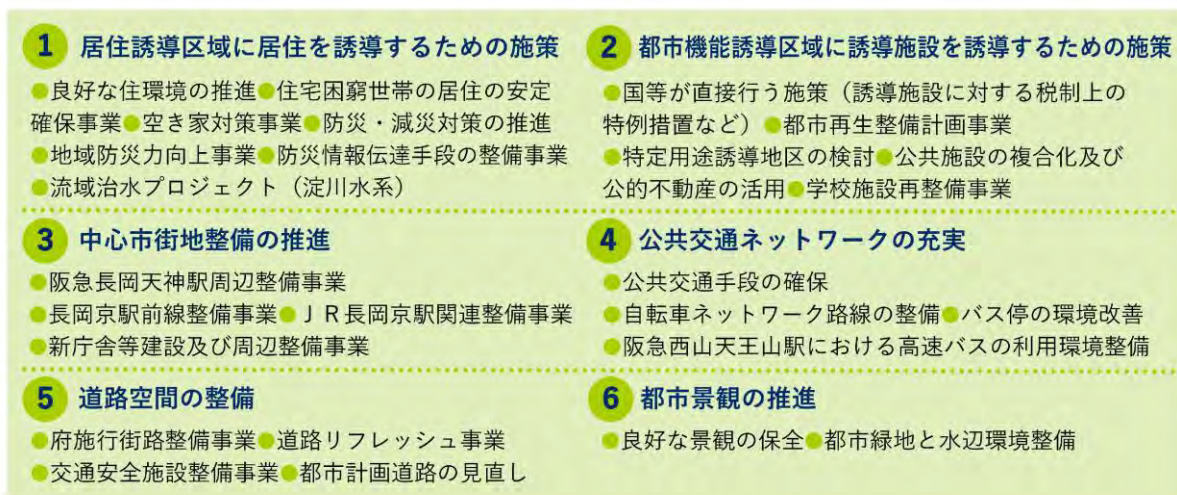 1 居住誘導区域に居住を誘導するための施策
●良好な住環境の推進●住宅困窮世帯の居住の安定
確保事業●空き家対策事業●防災・減災対策の推進
●地域防災力向上事業●防災情報伝達手段の整備事業
●流域治水プロジェクト（淀川水系）
2 都市機能誘導区域に誘導施設を誘導するための施策
●国等が直接行う施策（誘導施設に対する税制上の
特例措置など）●都市再生整備計画事業
●特定用途誘導地区の検討●公共施設の複合化及び
公的不動産の活用●学校施設再整備事業
3 中心市街地整備の推進
●阪急長岡天神駅周辺整備事業
●長岡京駅前線整備事業●ＪＲ長岡京駅関連整備事業
●新庁舎等建設及び周辺整備事業
4 公共交通ネットワークの充実
●公共交通手段の確保
●自転車ネットワーク路線の整備●バス停の環境改善
●阪急西山天王山駅における高速バスの利用環境整備
5 道路空間の整備
●府施行街路整備事業●道路リフレッシュ事業
●交通安全施設整備事業●都市計画道路の見直し
6 都市景観の推進
●良好な景観の保全●都市緑地と水辺環境整備